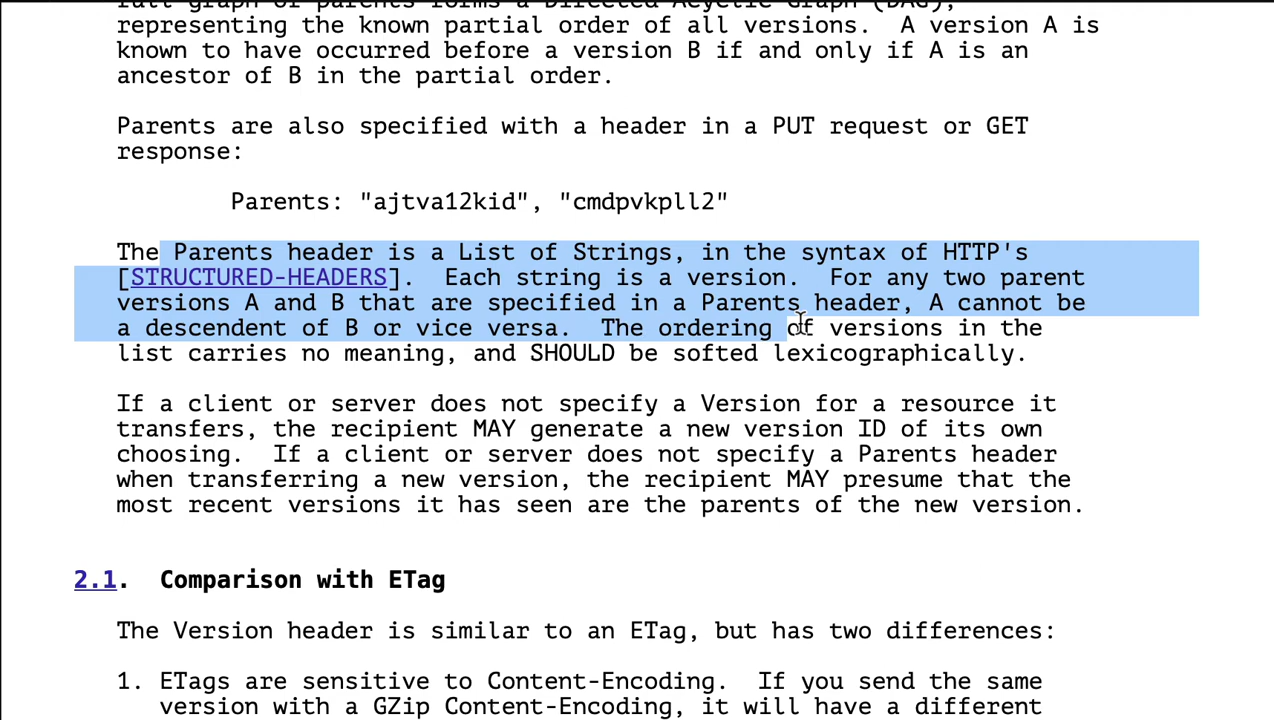 full graph of parents forms a Directed Acyclic Graph (DAG),
representing the known partial order of all versions.  A version A is
known to have occurred before a version B if and only if A is an
ancestor of B in the partial order.
Parents are also specified with a header in a PUT request or GET
response:
Parents: "ajtva12kid", "cmdpvkpll2"
The Parents header is a List of Strings, in the syntax of HTTP's
[STRUCTURED-HEADERS].  Each string is a version.  For any two parent
versions A and B that are specified in a Parents header, A cannot be
a descendent of B or vice versa.  The ordering of versions in the
list carries no meaning, and SHOULD be softed lexicographically.
If a client or server does not specify a Version for a resource it
transfers, the recipient MAY generate a new version ID of its own
choosing.  If a client or server does not specify a Parents header
when transferring a new version, the recipient MAY presume that the
most recent versions it has seen are the parents of the new version.
2.1.  Comparison with ETag
The Version header is similar to an ETag, but has two differences:
1. ETags are sensitive to Content-Encoding.  If you send the same
version with a GZip Content-Encoding, it will have a different